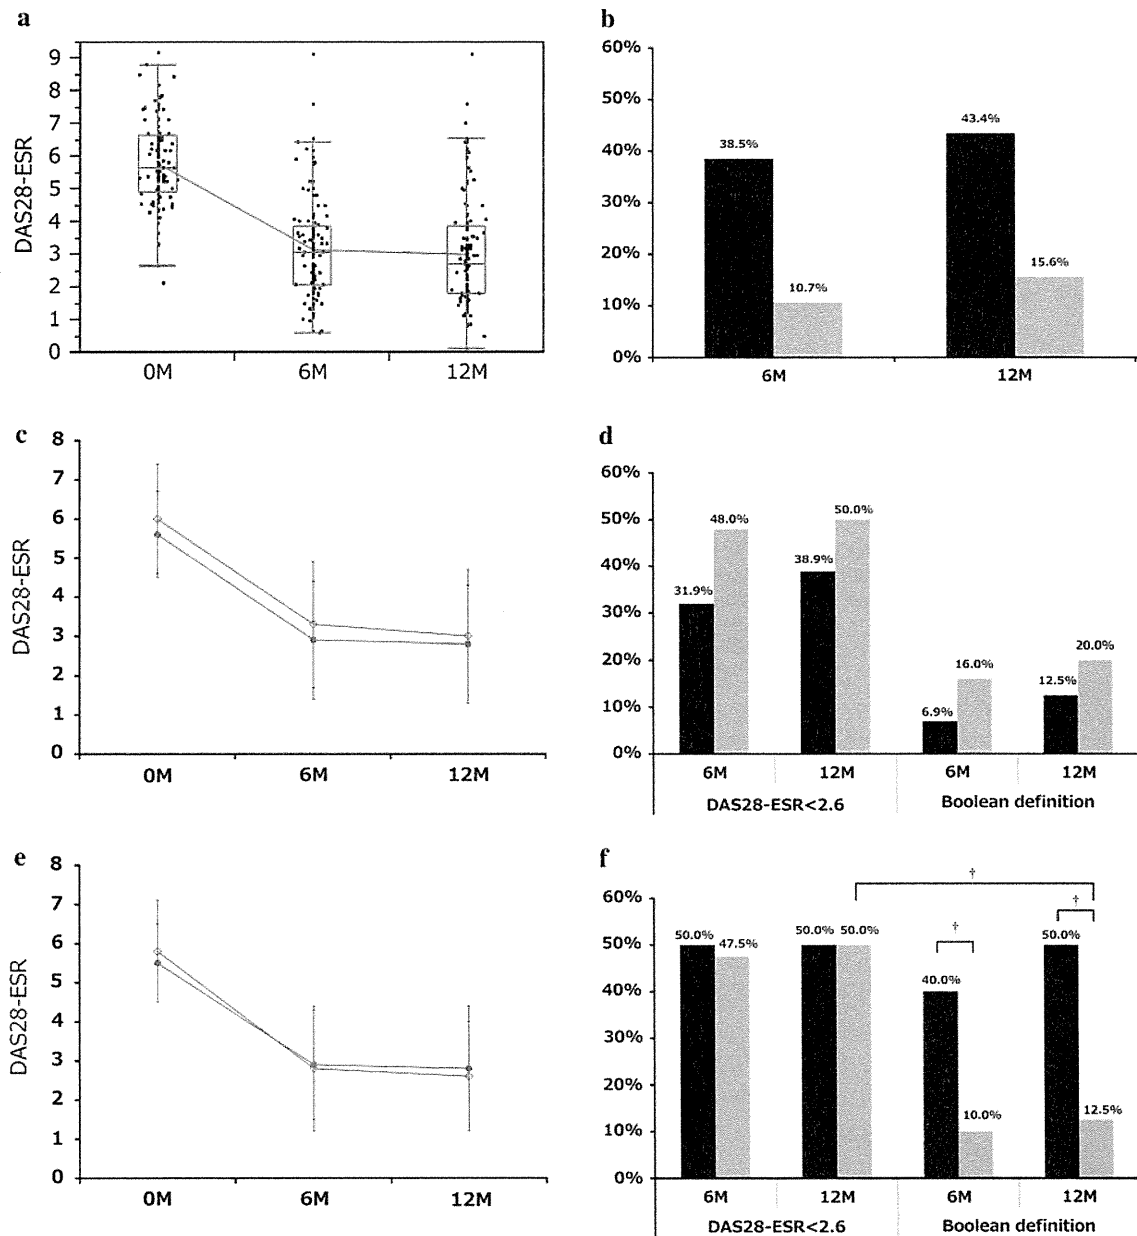 a
DAS28-ESR
9
8
7
6
5
4
3
2
1
0
0M
6M
12M
b
60%
50%
40%
30%
20%
10%
0%
38.5%
10.7%
43.4%
15.6%
6M
12M
c
DAS28-ESR
8
7
6
5
4
3
2
1
0
0M
6M
12M
d
60%
50%
40%
30%
20%
10%
0%
31.9%
48.0%
38.9%
50.0%
6.9%
16.0%
12.5%
20.0%
6M
12M
6M
12M
DAS28-ESR<2.6
Boolean definition
e
DAS28-ESR
8
7
6
5
4
3
2
1
0
0M
6M
12M
f
60%
50%
40%
30%
20%
10%
0%
†
†
†
50.0%
47.5%
50.0%
50.0%
40.0%
10.0%
50.0%
12.5%
6M
12M
6M
12M
DAS28-ESR<2.6
Boolean definition